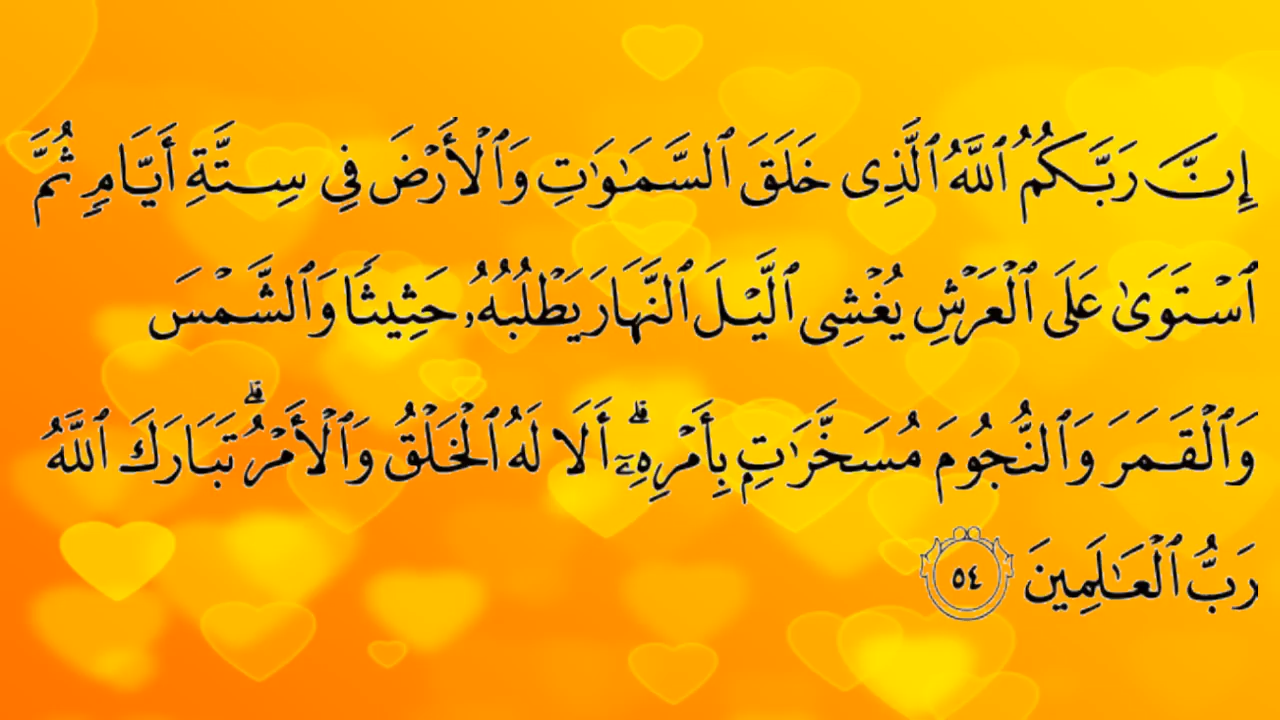 إِنَّ رَبَّكُمُ ٱللَّهُ ٱلَّذِى خَلَقَ ٱلسَّمَـٰوَٰتِ وَٱلْأَرْضَ فِى سِتَّةِ أَيَّامٍ ثُمَّ
ٱسْتَوَىٰ عَلَى ٱلْعَرْشِ يُغْشِى ٱلَّيْلَ ٱلنَّهَارَ يَطْلُبُهُۥ حَثِيثًا وَٱلشَّمْسَ
وَٱلْقَمَرَ وَٱلنُّجُومَ مُسَخَّرَٰتٍۭ بِأَمْرِهِۦٓ ۗ أَلَا لَهُ ٱلْخَلْقُ وَٱلْأَمْرُ ۗ تَبَارَكَ ٱللَّهُ
رَبُّ ٱلْعَـٰلَمِينَ ٥٤